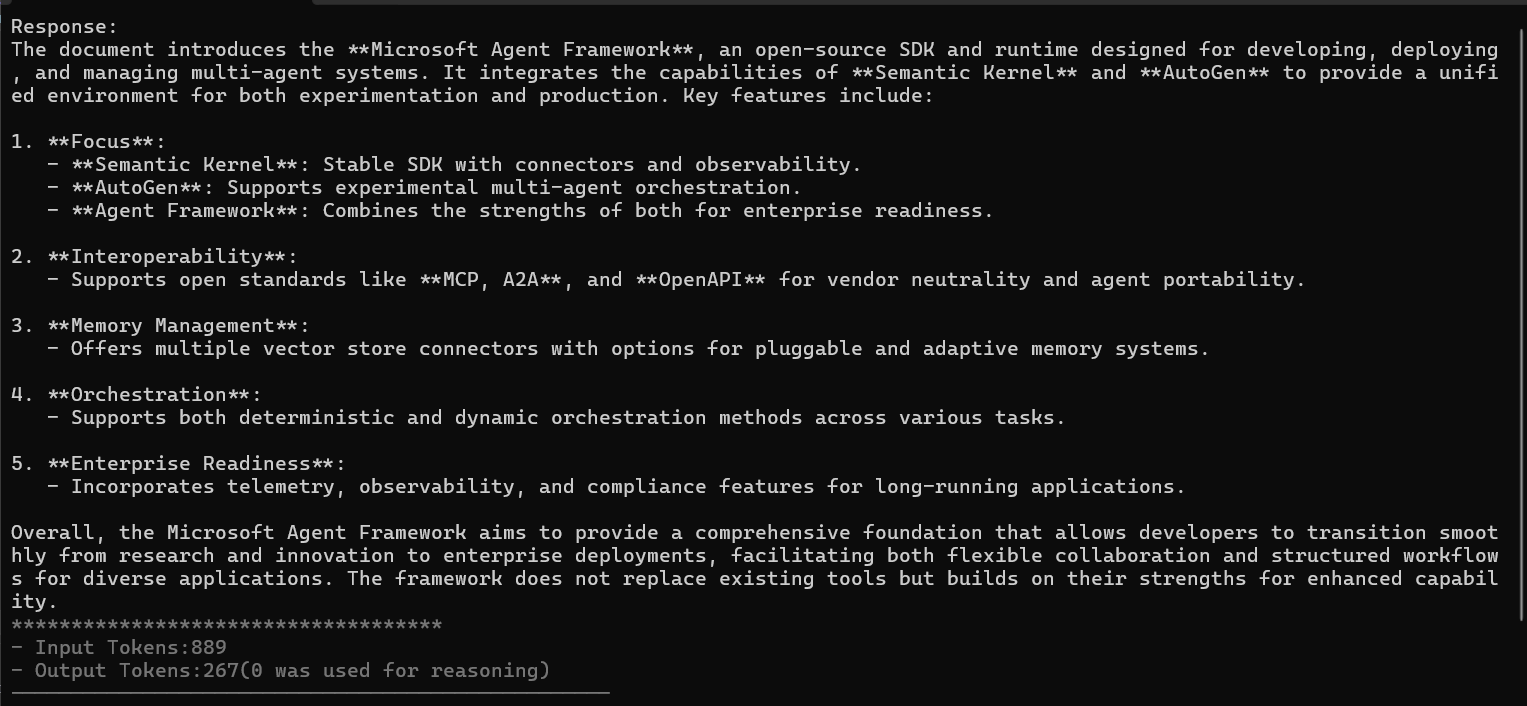 Response:
The document introduces the **Microsoft Agent Framework**, an open-source SDK and runtime designed for developing, deploying
, and managing multi-agent systems. It integrates the capabilities of **Semantic Kernel** and **AutoGen** to provide a unifi
ed environment for both experimentation and production. Key features include:
1. **Focus**:
- **Semantic Kernel**: Stable SDK with connectors and observability.
- **AutoGen**: Supports experimental multi-agent orchestration.
- **Agent Framework**: Combines the strengths of both for enterprise readiness.
2. **Interoperability**:
- Supports open standards like **MCP, A2A**, and **OpenAPI** for vendor neutrality and agent portability.
3. **Memory Management**:
- Offers multiple vector store connectors with options for pluggable and adaptive memory systems.
4. **Orchestration**:
- Supports both deterministic and dynamic orchestration methods across various tasks.
5. **Enterprise Readiness**:
- Incorporates telemetry, observability, and compliance features for long-running applications.
Overall, the Microsoft Agent Framework aims to provide a comprehensive foundation that allows developers to transition smoot
hly from research and innovation to enterprise deployments, facilitating both flexible collaboration and structured workflow
s for diverse applications. The framework does not replace existing tools but builds on their strengths for enhanced capabil
ity.
************************************
- Input Tokens:889
- Output Tokens:267(0 was used for reasoning)